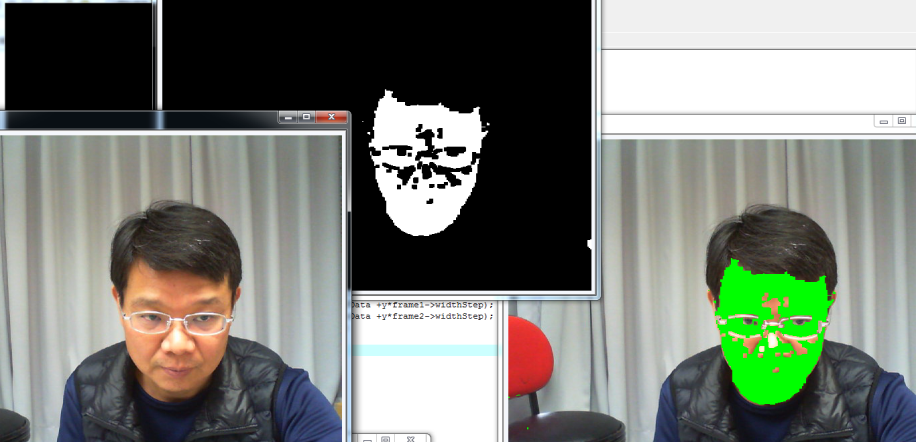 Data +y*frame1->widthStep);
Data +y*frame2->widthStep);